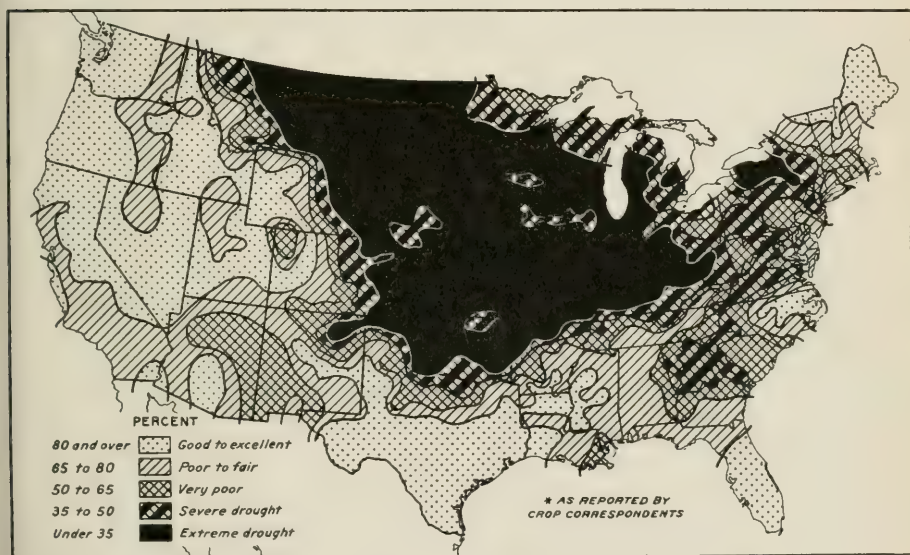 PERCENT
80 and over Good to excellent
65 to 80 Poor to fair
50 to 65 Very poor
35 to 50 Severe drought
Under 35 Extreme drought
* AS REPORTED BY
CROP CORRESPONDENTS